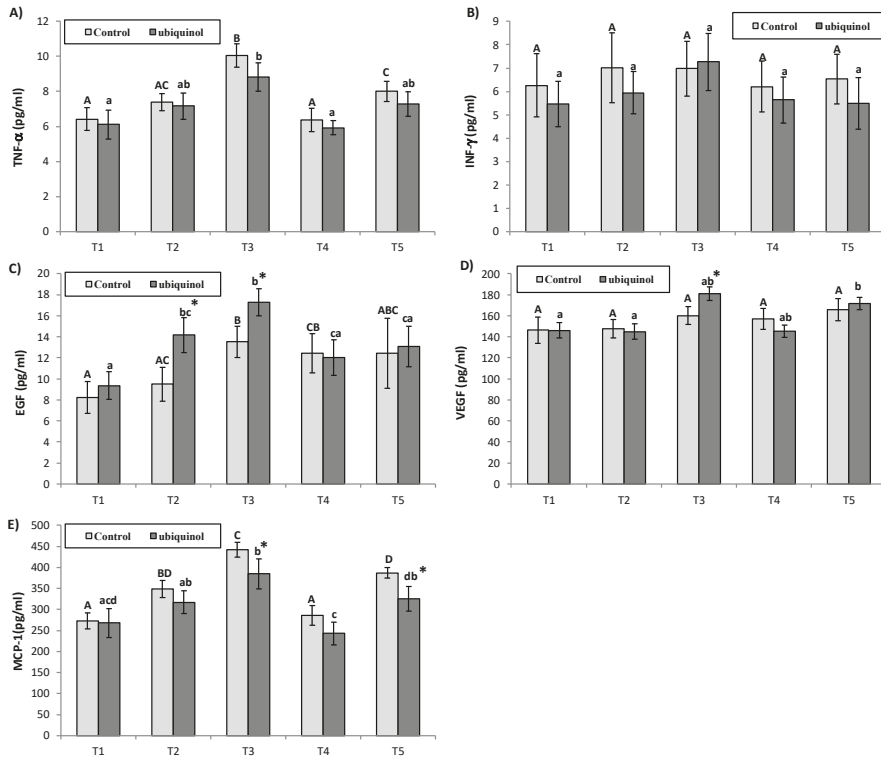 A)
Control ubiquinol
TNF-α (pg/ml)
12
10
8
6
4
2
0
A a AC ab B b A a C ab
T1 T2 T3 T4 T5
B)
Control ubiquinol
INF-γ (pg/ml)
9
8
7
6
5
4
3
2
1
0
A a A a A a A a A a
T1 T2 T3 T4 T5
C)
Control ubiquinol
EGF (pg/ml)
20
18
16
14
12
10
8
6
4
2
0
A a AC bc* B b* CB ca ABC ca
T1 T2 T3 T4 T5
D)
Control ubiquinol
VEGF (pg/ml)
200
180
160
140
120
100
80
60
40
20
0
A a A a A ab* A ab A b
T1 T2 T3 T4 T5
E)
Control ubiquinol
MCP-1(pg/ml)
500
450
400
350
300
250
200
150
100
50
0
A acd BD ab C b* A c D db*
T1 T2 T3 T4 T5